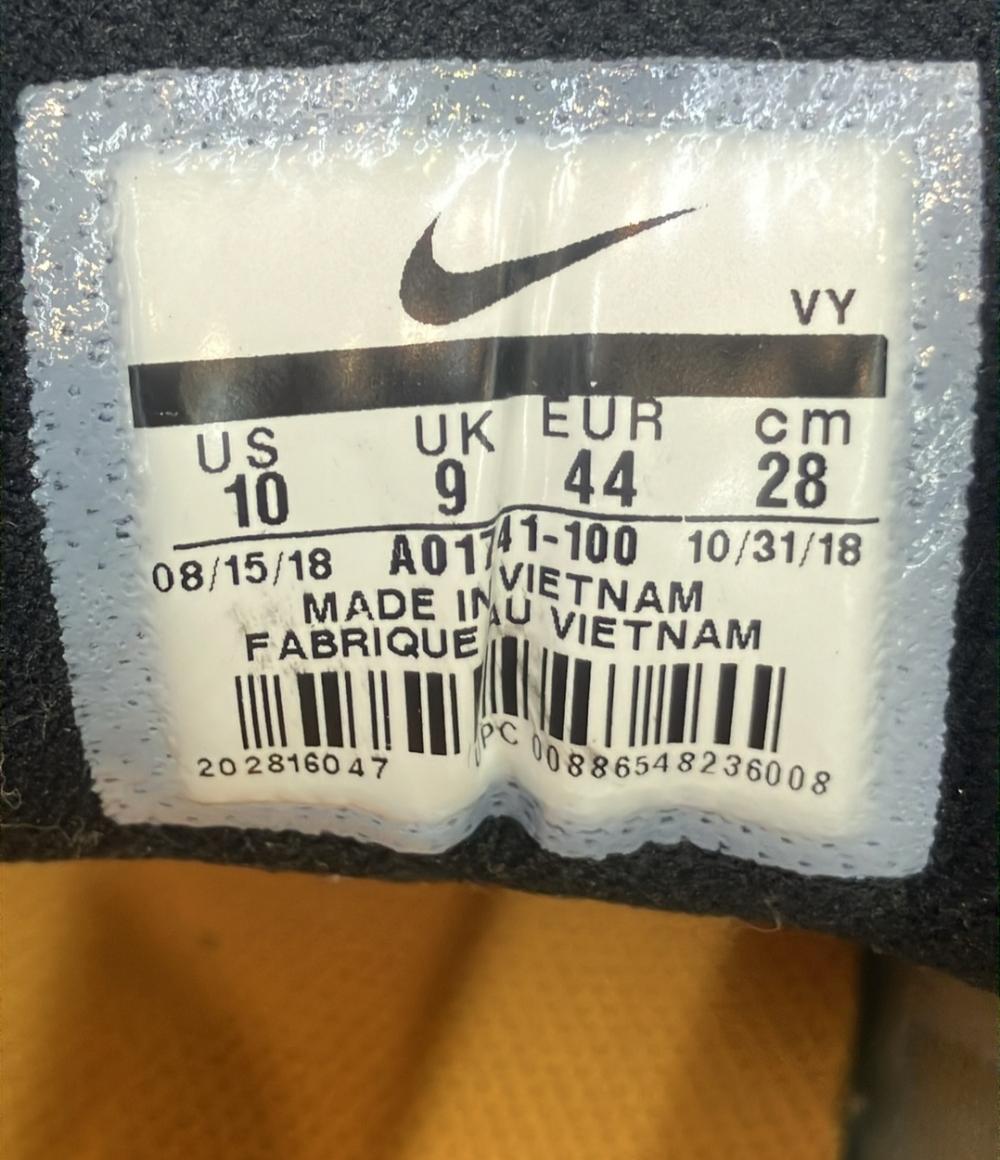 VY
US UK EUR cm
10 9 44 28
08/15/18 AO1741-100 10/31/18
MADE IN VIETNAM
FABRIQUE AU VIETNAM
202816047 UPC 00886548236008